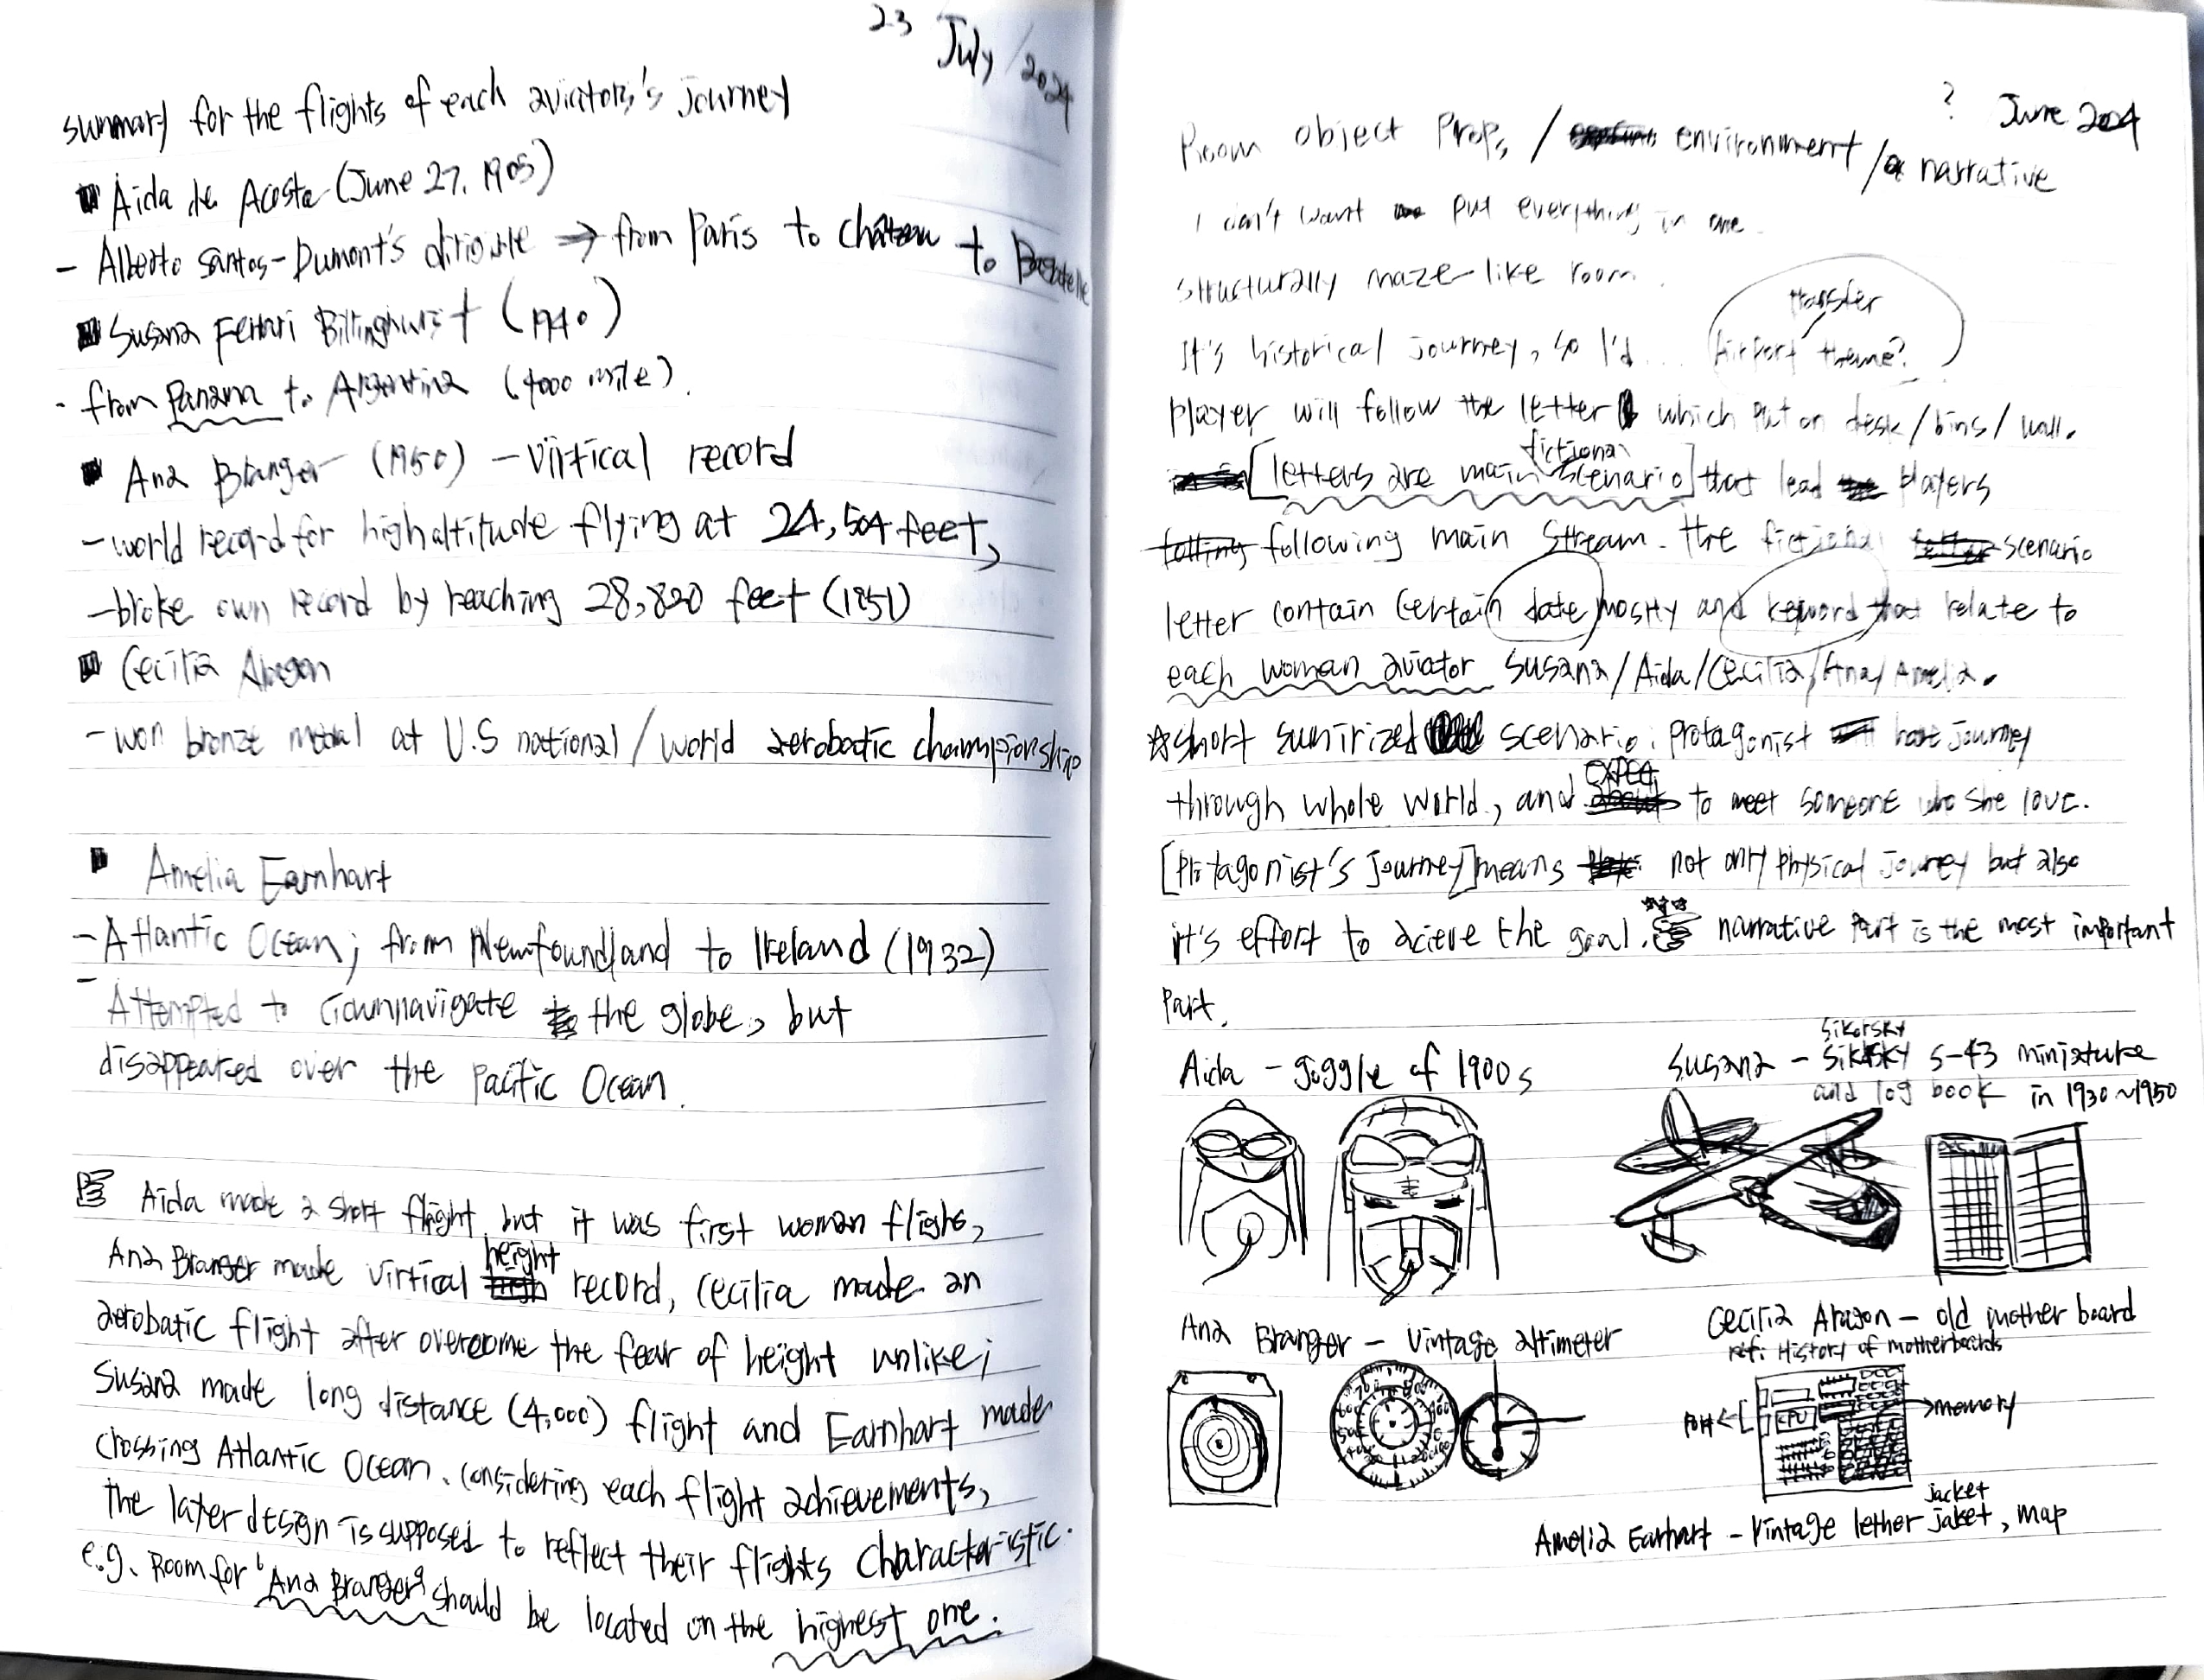 23 July / 2024
summary for the flights of each aviators's journey
Aida de Acosta (June 27. 1903)
- Alberto Santos-Dumont's → from Paris to to
Susana Ferrari Billinghurst (1940)
- from Panama to Argentina (4000 mile).
Ana Branger (1950) - Virtical record
- world record for high altitude flying at 24,504 feet,
- broke own record by reaching 28,820 feet (1951)
Cecilia Aragon
- won bronze medal at U.S national / world aerobatic championship
Amelia Earnhart
- Atlantic Ocean; from Newfoundland to Ireland (1932)
- Attempted to the globe, but
disappeared over the Pacific Ocean.
☞ Aida made a short flight but it was first woman flight,
Ana Branger made virtical height record, Cecilia made an
aerobatic flight after overcome the fear of height unlike;
Susana made long distance (4,000) flight and Earnhart made
crossing Atlantic Ocean. Considering each flight achievements,
the later design is supposed to reflect their flights characteristic.
e.g. Room for 'Ana Branger' should be located on the highest one.
? June 204
Room object Props / environment / narrative
I don't want put everything in one.
structurally maze-like room.
transfer
It's historical journey, so I'd... Airport theme?
player will follow the letter which put on desk / bins / wall.
fictional
[letters are main scenario] that lead players
following main stream. the fictional scenario
letter contain certain date mostly and keyword that relate to
each woman aviator Susana / Aida / Cecilia / Ana / Amelia.
☆ short scenario: protagonist journey
expect
through whole world, and to meet someone who she love.
[Protagonist's journey] means not only physical journey but also
it's effort to acieve the goal. ☞ narrative part is the most important
part.
Aida - goggle of 1900s
Sikorsky
Susana - S-43 miniature
and log book in 1930~1950
Ana Branger - Vintage altimeter
Cecilia Aragon - old mother board
ref: History of motherboards
port ← [ CPU → memory
jacket
Amelia Earhart - Vintage lether jaket, map